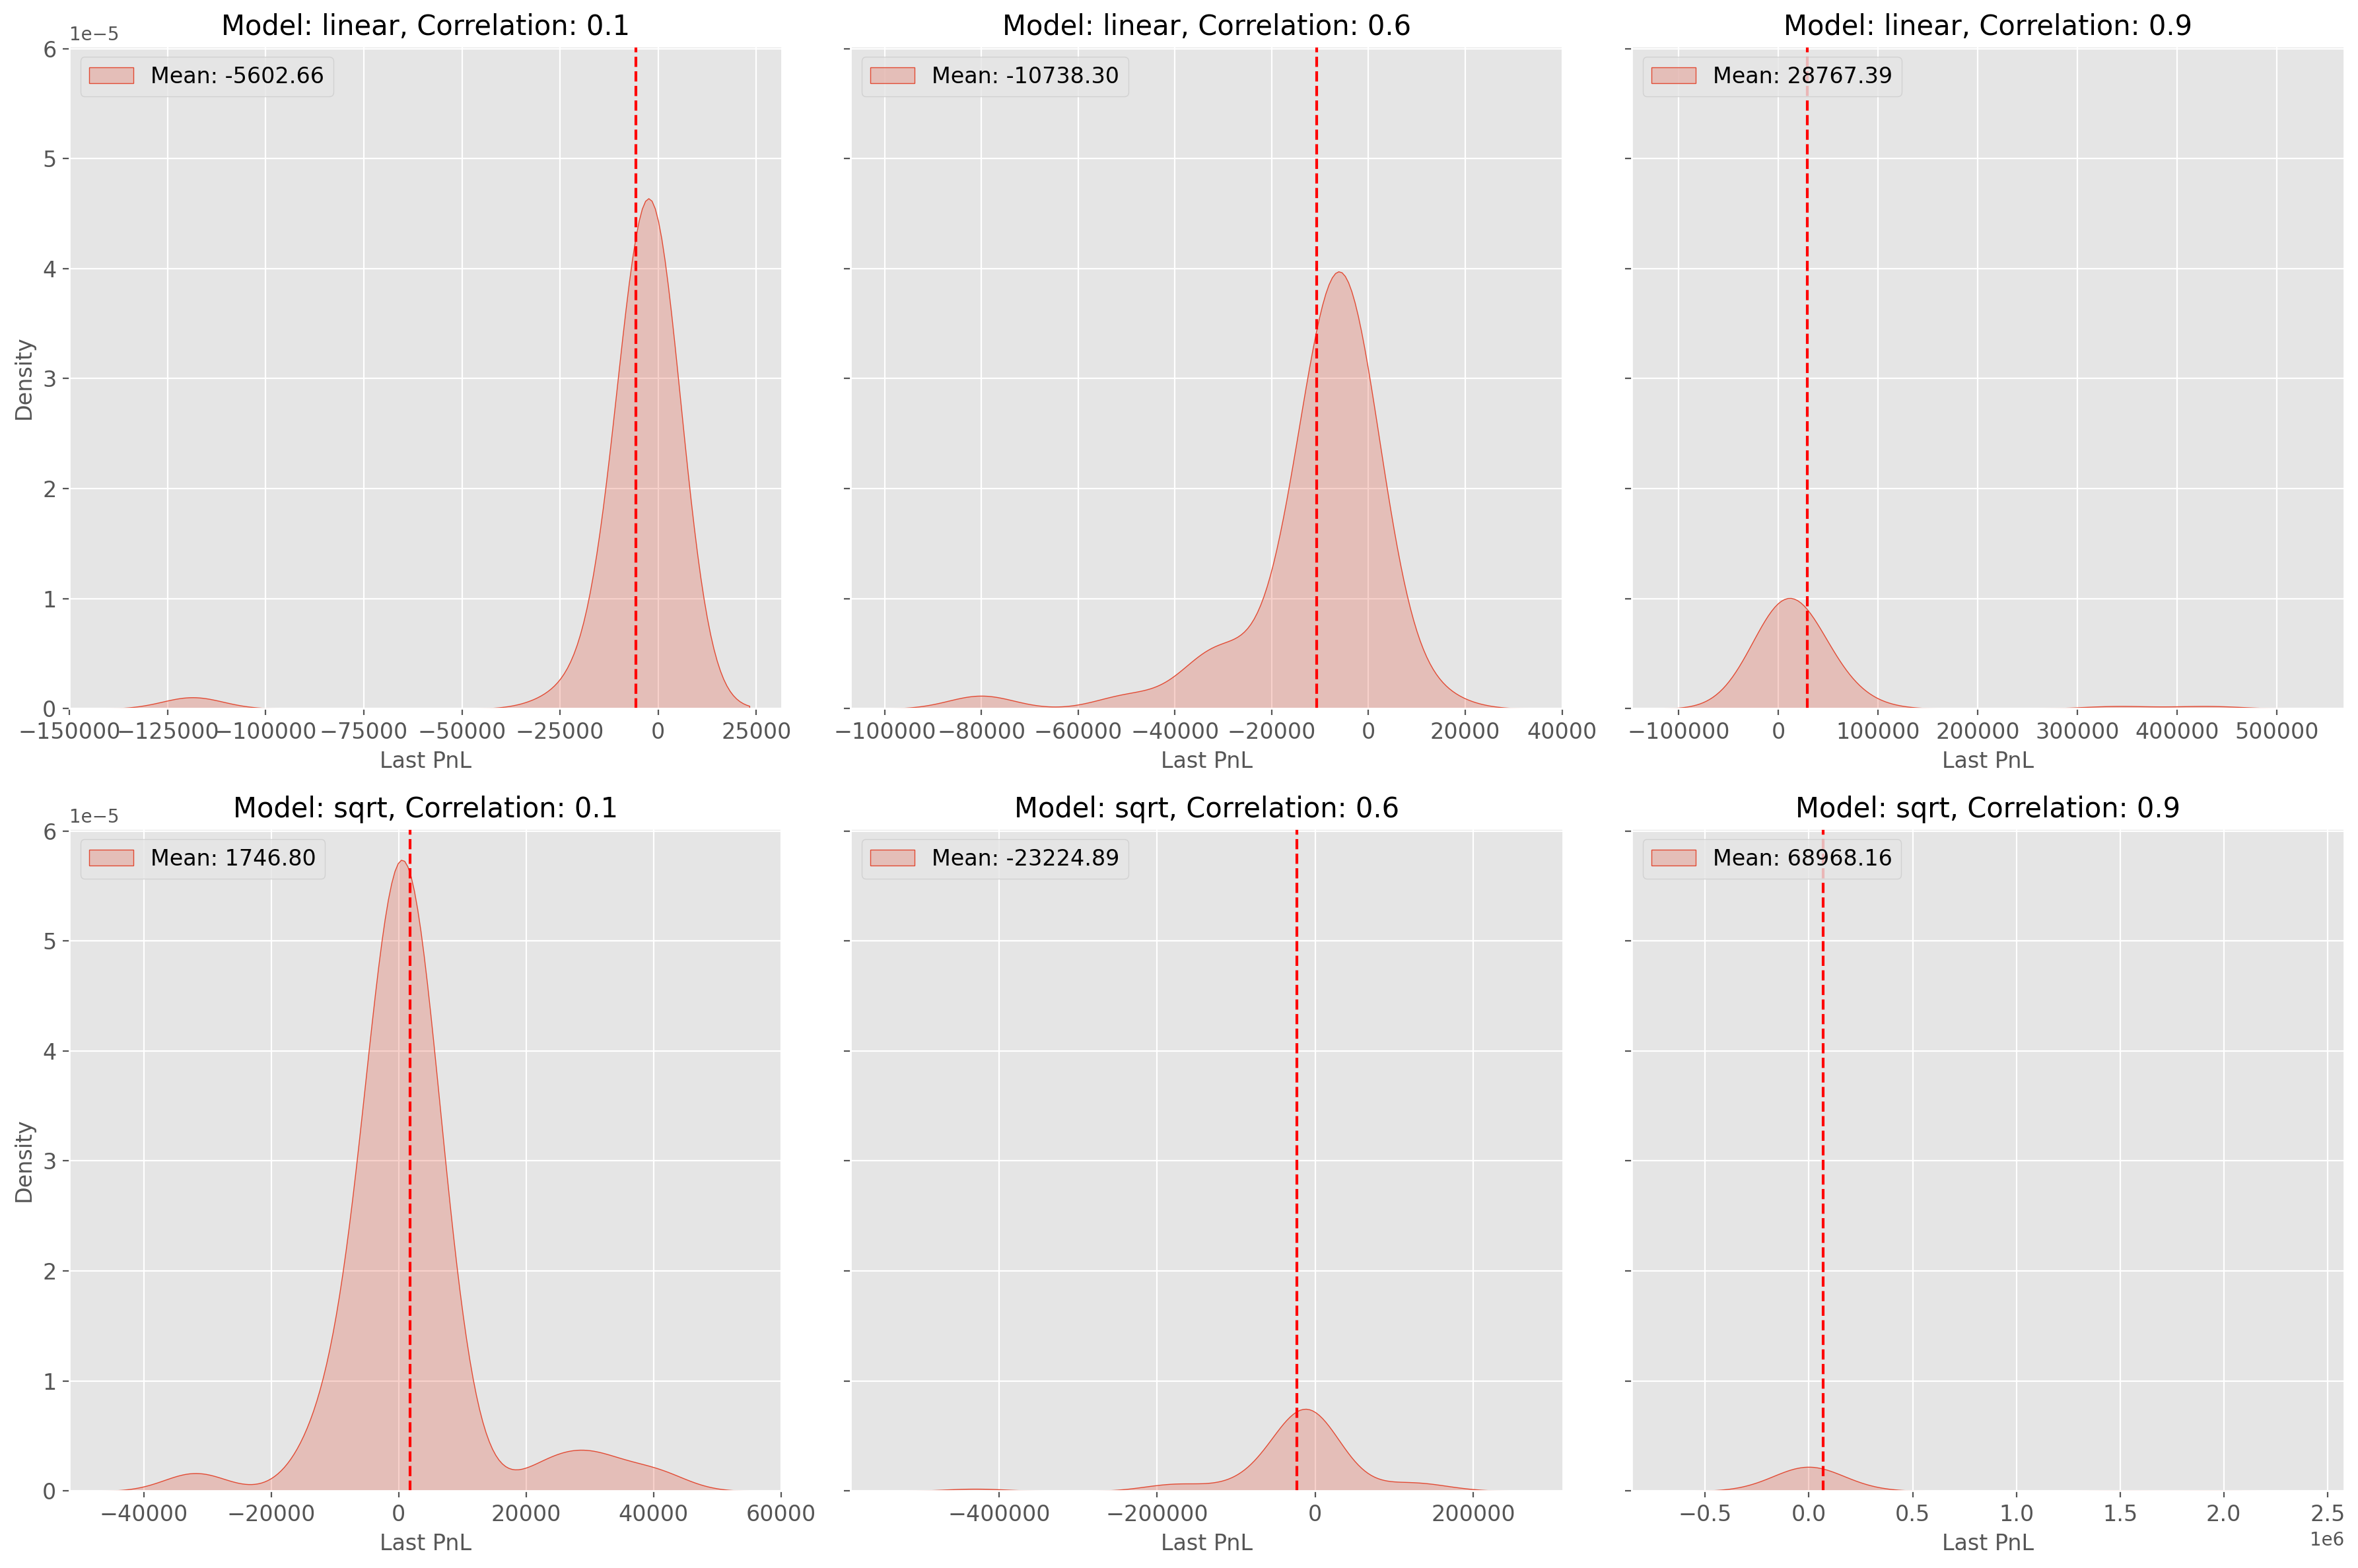 Model: linear, Correlation: 0.1
Model: linear, Correlation: 0.6
Model: linear, Correlation: 0.9
1e−5
Mean: -5602.66
Mean: -10738.30
Mean: 28767.39
6
5
4
3
2
1
0
Density
−150000 −125000 −100000 −75000 −50000 −25000 0 25000
−100000 −80000 −60000 −40000 −20000 0 20000 40000
−100000 0 100000 200000 300000 400000 500000
Last PnL
Last PnL
Last PnL
Model: sqrt, Correlation: 0.1
Model: sqrt, Correlation: 0.6
Model: sqrt, Correlation: 0.9
1e−5
Mean: 1746.80
Mean: -23224.89
Mean: 68968.16
6
5
4
3
2
1
0
Density
−40000 −20000 0 20000 40000 60000
−400000 −200000 0 200000
−0.5 0.0 0.5 1.0 1.5 2.0 2.5
1e6
Last PnL
Last PnL
Last PnL